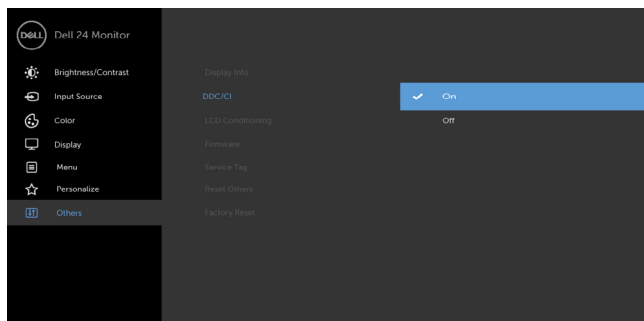 DELL Dell 24 Monitor
Brightness/Contrast
Input Source
Color
Display
Menu
Personalize
Others
Display Info
DDC/CI
LCD Conditioning
Firmware
Service Tag
Reset Others
Factory Reset
On
Off